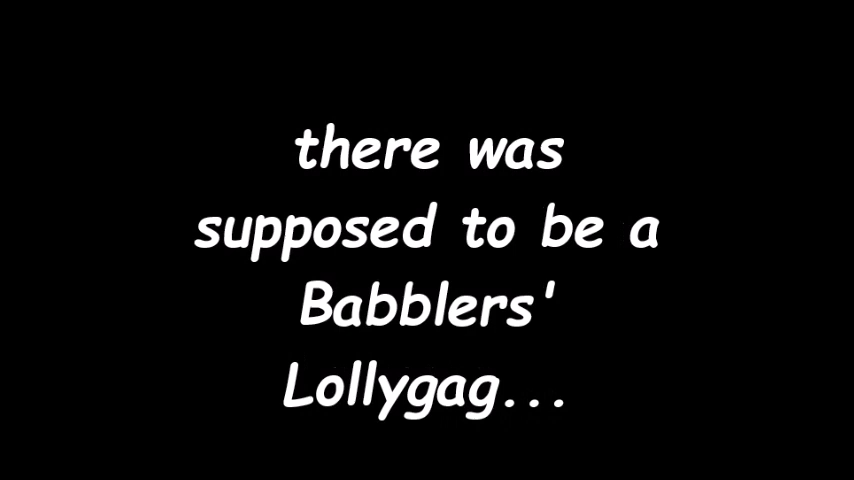 there was
supposed to be a
Babblers'
Lollygag...